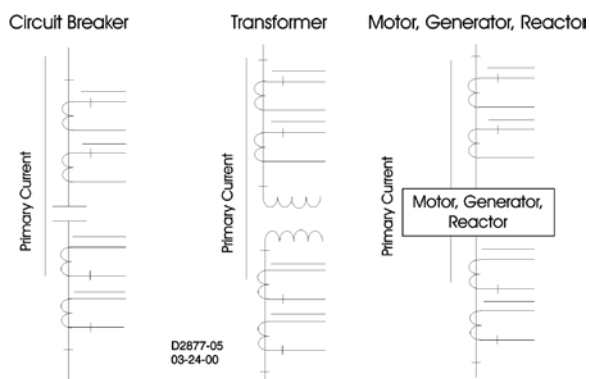 Circuit Breaker
Transformer
Motor, Generator, Reactor
Primary Current
Primary Current
Primary Current
Motor, Generator,
Reactor
D2877-05
03-24-00